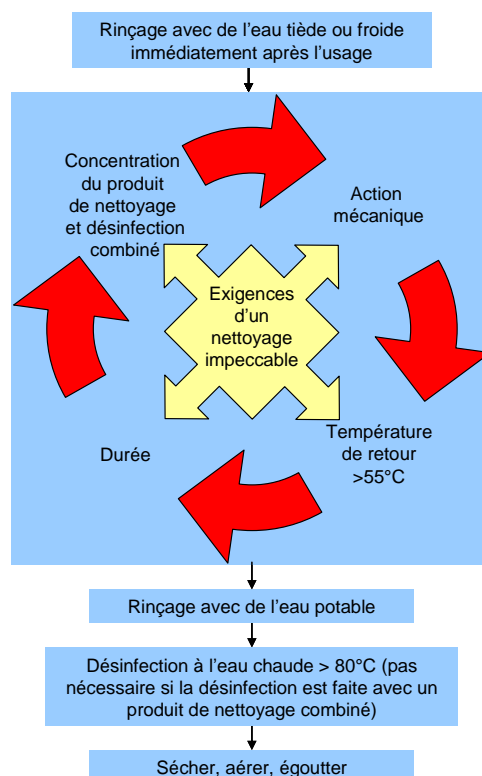 Rinçage avec de l'eau tiède ou froide
immédiatement après l'usage
Concentration
du produit
de nettoyage
et désinfection
combiné
Action
mécanique
Exigences
d'un
nettoyage
impeccable
Durée
Température
de retour
>55°C
Rinçage avec de l'eau potable
Désinfection à l'eau chaude > 80°C (pas
nécessaire si la désinfection est faite avec un
produit de nettoyage combiné)
Sécher, aérer, égoutter